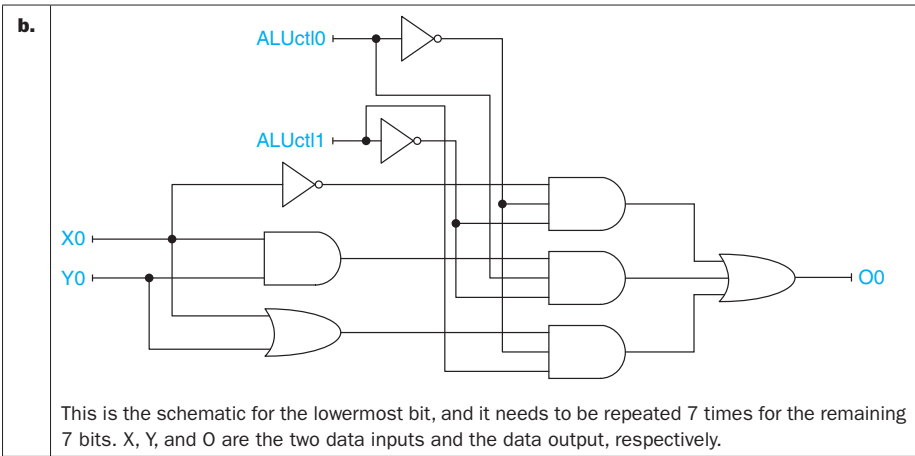 b.
ALUctl0
ALUctl1
X0
Y0
O0
This is the schematic for the lowermost bit, and it needs to be repeated 7 times for the remaining
7 bits. X, Y, and O are the two data inputs and the data output, respectively.